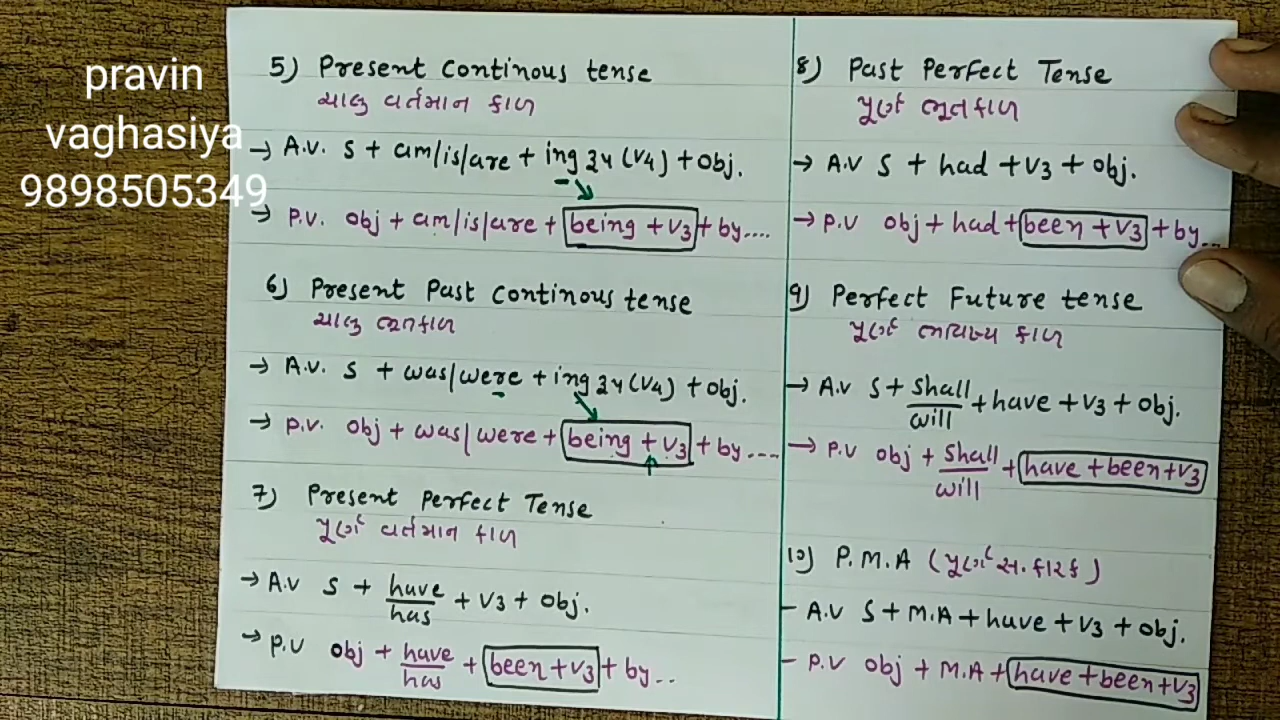 pravin
vaghasiya
9898505349
5) Present Continous tense
ચાલુ વર્તમાન કાળ
→ A.V. S + am/is/are + ing રૂપ (V4) + obj.
→ P.V. obj + am/is/are + being + V3 + by....
6) Present Past Continous tense
ચાલુ ભૂતકાળ
→ A.V. S + was/were + ing રૂપ (V4) + obj.
→ P.V. obj + was/were + being + V3 + by....
7) Present Perfect Tense
પૂર્ણ વર્તમાન કાળ
→ A.V S + have/has + V3 + obj.
→ P.V obj + have/has + been + V3 + by..
8) Past Perfect Tense
પૂર્ણ ભૂતકાળ
→ A.V S + had + V3 + obj.
→ P.V obj + had + been + V3 + by...
9) Perfect Future tense
પૂર્ણ ભવિષ્ય કાળ
→ A.V S + Shall/will + have + V3 + obj.
→ P.V obj + Shall/will + have + been + V3
10) P.M.A (પૂર્ણ સ. કારક)
- A.V S + M.A + have + V3 + obj.
- P.V obj + M.A + have + been + V3